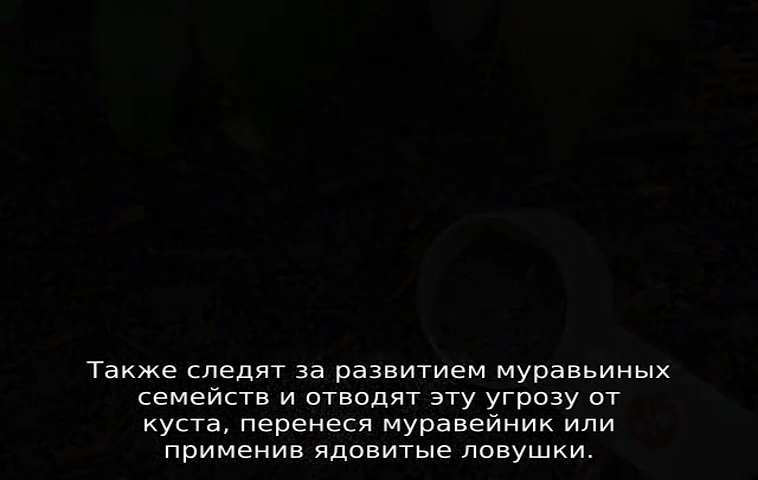 Также следят за развитием муравьиных
семейств и отводят эту угрозу от
куста, перенеся муравейник или
применив ядовитые ловушки.